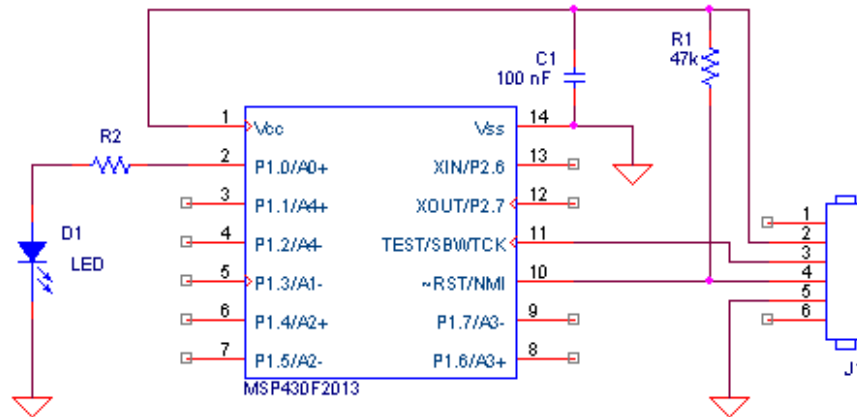 C1
100 nF
R1
47k
1
Vcc
Vss
14
R2
2
P1.0/A0+
XIN/P2.6
13
3
P1.1/A4+
XOUT/P2.7
12
D1
LED
4
P1.2/A4-
TEST/SBWTCK
11
5
P1.3/A1-
~RST/NMI
10
6
P1.4/A2+
P1.7/A3-
9
7
P1.5/A2-
P1.6/A3+
8
MSP430F2013
1
2
3
4
5
6